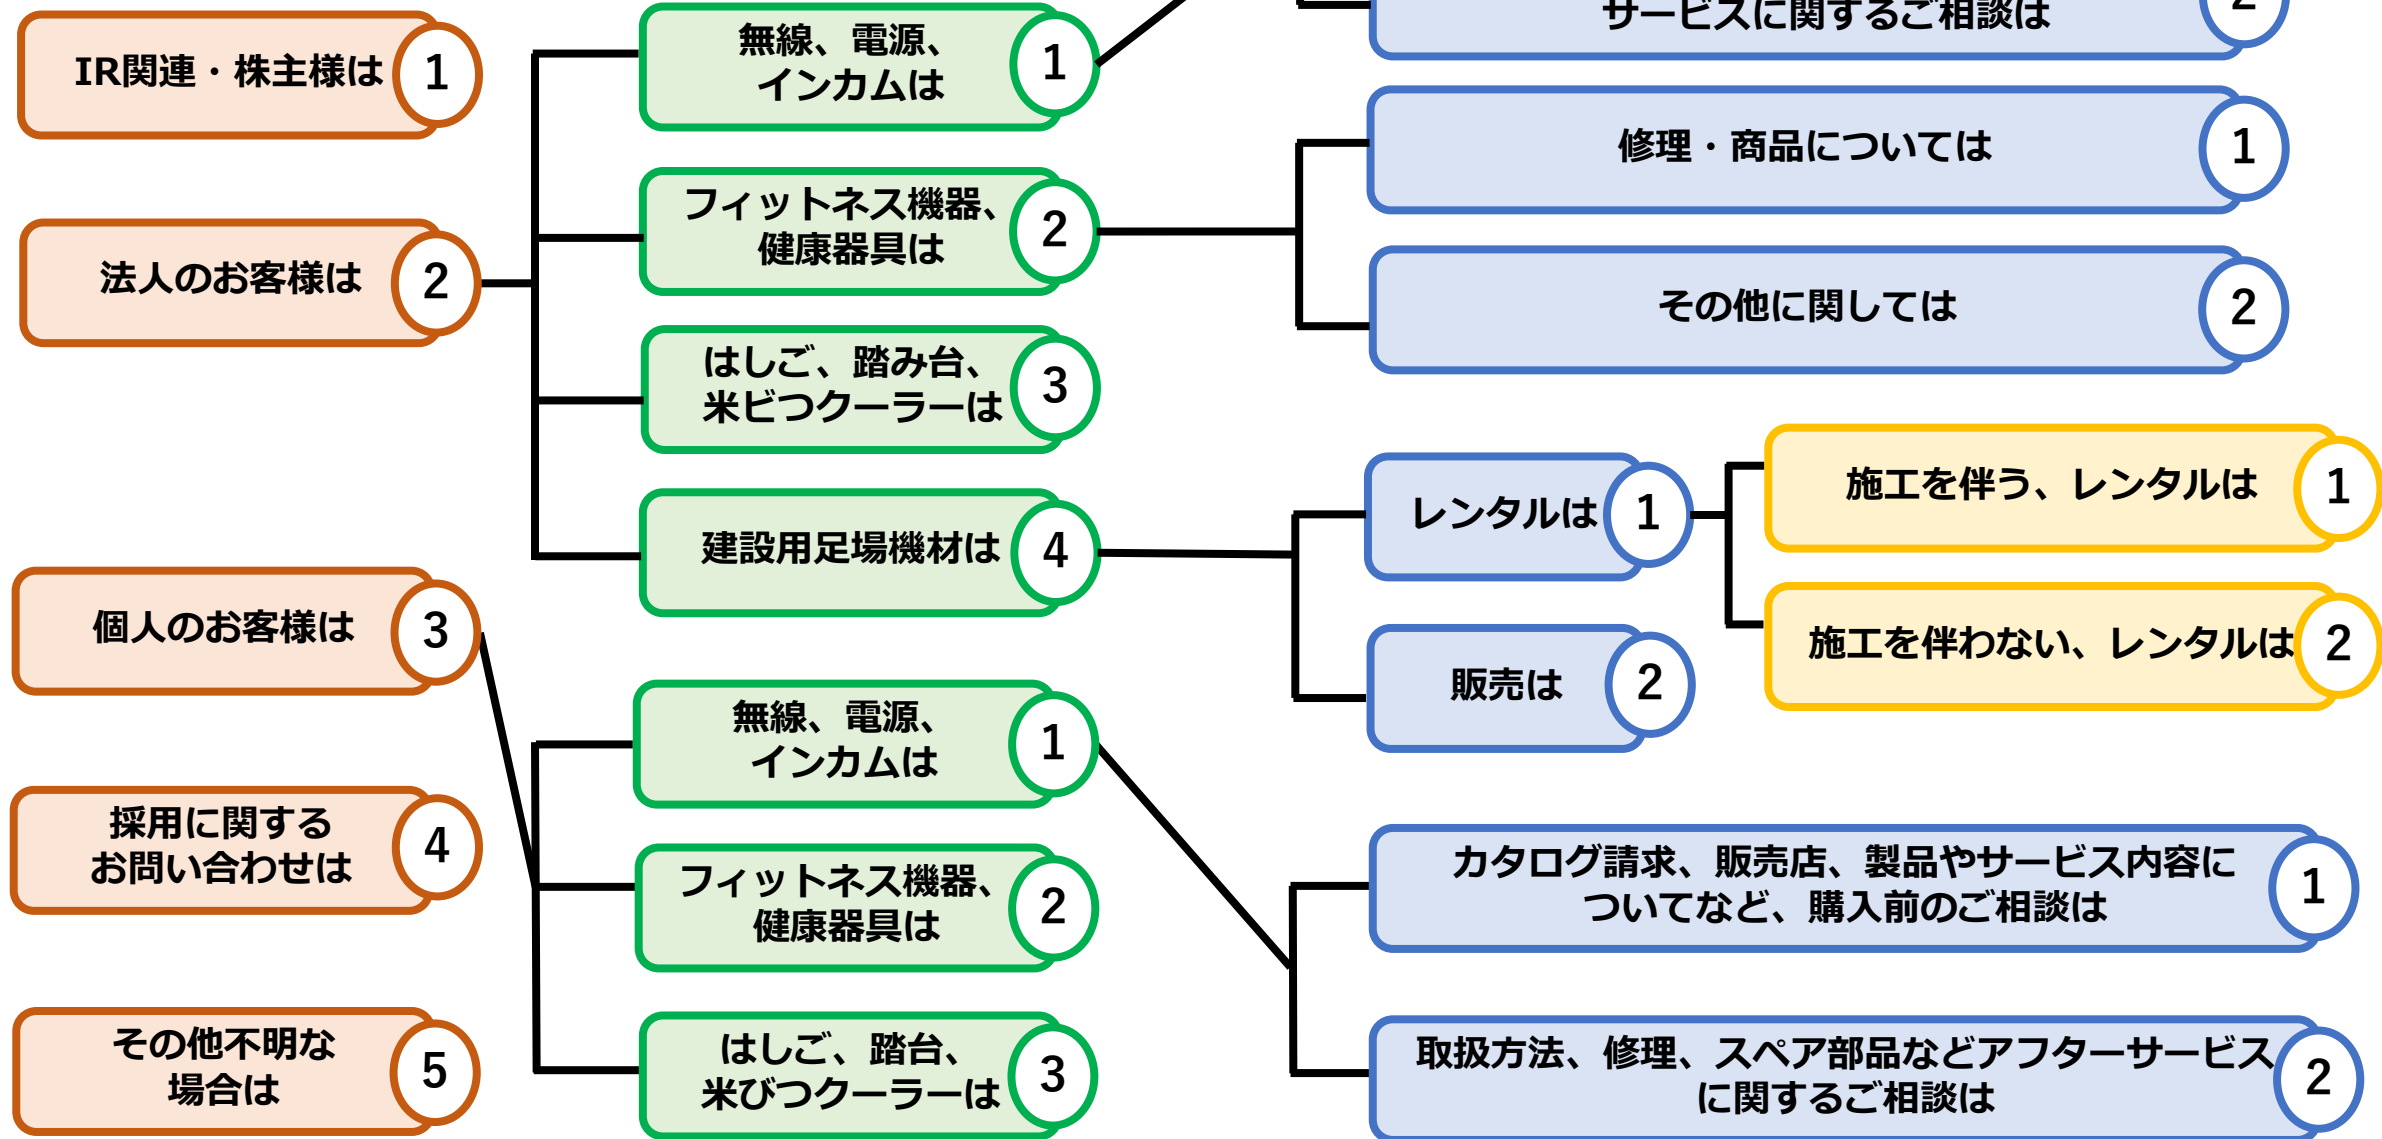 IR関連・株主様は
1
法人のお客様は
2
個人のお客様は
3
採用に関する
お問い合わせは
4
その他不明な
場合は
5
無線、電源、
インカムは
1
フィットネス機器、
健康器具は
2
はしご、踏み台、
米ビつクーラーは
3
建設用足場機材は
4
無線、電源、
インカムは
1
フィットネス機器、
健康器具は
2
はしご、踏台、
米びつクーラーは
3
サービスに関するご相談は
2
修理・商品については
1
その他に関しては
2
レンタルは
1
販売は
2
施工を伴う、レンタルは
1
施工を伴わない、レンタルは
2
カタログ請求、販売店、製品やサービス内容に
ついてなど、購入前のご相談は
1
取扱方法、修理、スペア部品などアフターサービス
に関するご相談は
2